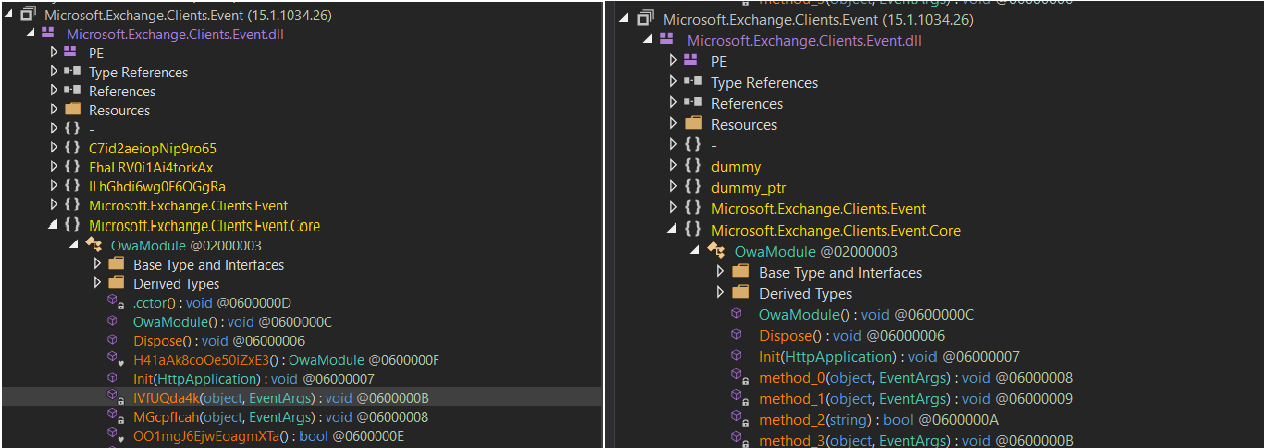 Microsoft.Exchange.Clients.Event (15.1.1034.26)
Microsoft.Exchange.Clients.Event.dll
PE
Type References
References
Resources
-
C7id2aeiopNip9ro65
Microsoft.Exchange.Clients.Event
Microsoft.Exchange.Clients.Event.Core
OwaModule @02000003
Base Type and Interfaces
Derived Types
.cctor() : void @0600000D
OwaModule() : void @0600000C
Dispose() : void @06000006
H41aAk8coOe50iZxE3() : OwaModule @0600000F
Init(HttpApplication) : void @06000007
(object, EventArgs) : void @0600000B
(object, EventArgs) : void @06000008
() : bool @0600000E
Microsoft.Exchange.Clients.Event (15.1.1034.26)
Microsoft.Exchange.Clients.Event.dll
PE
Type References
References
Resources
-
dummy
dummy_ptr
Microsoft.Exchange.Clients.Event
Microsoft.Exchange.Clients.Event.Core
OwaModule @02000003
Base Type and Interfaces
Derived Types
OwaModule() : void @0600000C
Dispose() : void @06000006
Init(HttpApplication) : void @06000007
method_0(object, EventArgs) : void @06000008
method_1(object, EventArgs) : void @06000009
method_2(string) : bool @0600000A
method_3(object, EventArgs) : void @0600000B